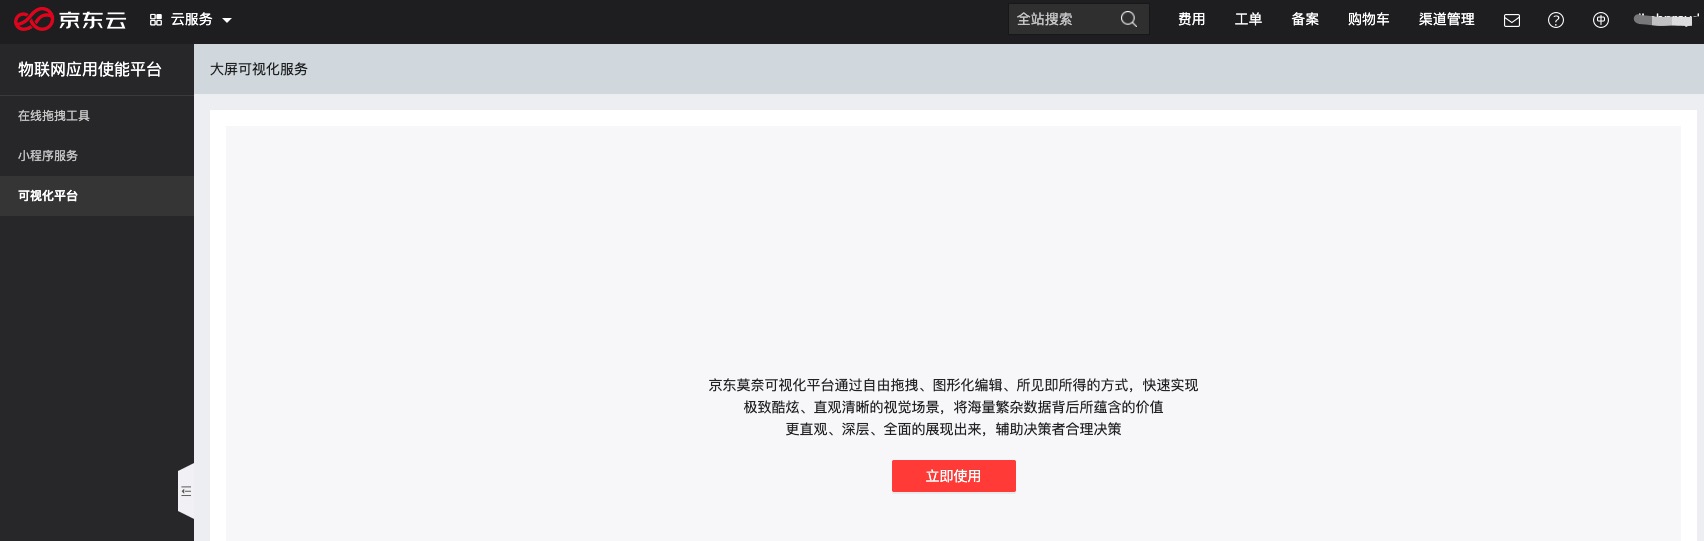 京东云
云服务
全站搜索
费用
工单
备案
购物车
渠道管理
物联网应用使能平台
大屏可视化服务
在线拖拽工具
小程序服务
可视化平台
京东莫奈可视化平台通过自由拖拽、图形化编辑、所见即所得的方式，快速实现
极致酷炫、直观清晰的视觉场景，将海量繁杂数据背后所蕴含的价值
更直观、深层、全面的展现出来，辅助决策者合理决策
立即使用